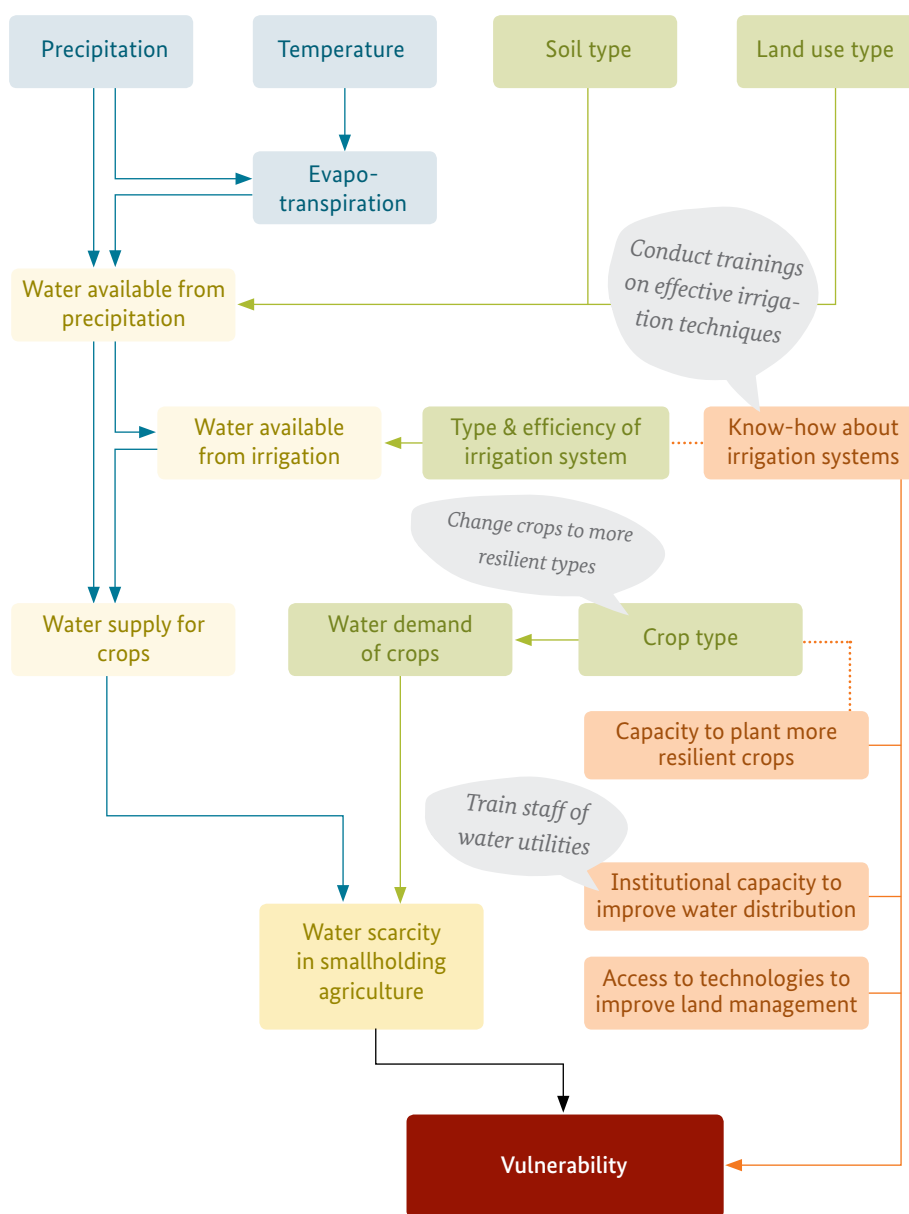 Precipitation
Temperature
Soil type
Land use type
Evapo-
transpiration
Conduct trainings
on effective irriga-
tion techniques
Water available from
precipitation
Water available
from irrigation
Type & efficiency of
irrigation system
Know-how about
irrigation systems
Change crops to more
resilient types
Water supply for
crops
Water demand
of crops
Crop type
Capacity to plant more
resilient crops
Train staff of
water utilities
Institutional capacity to
improve water distribution
Water scarcity
in smallholding
agriculture
Access to technologies to
improve land management
Vulnerability